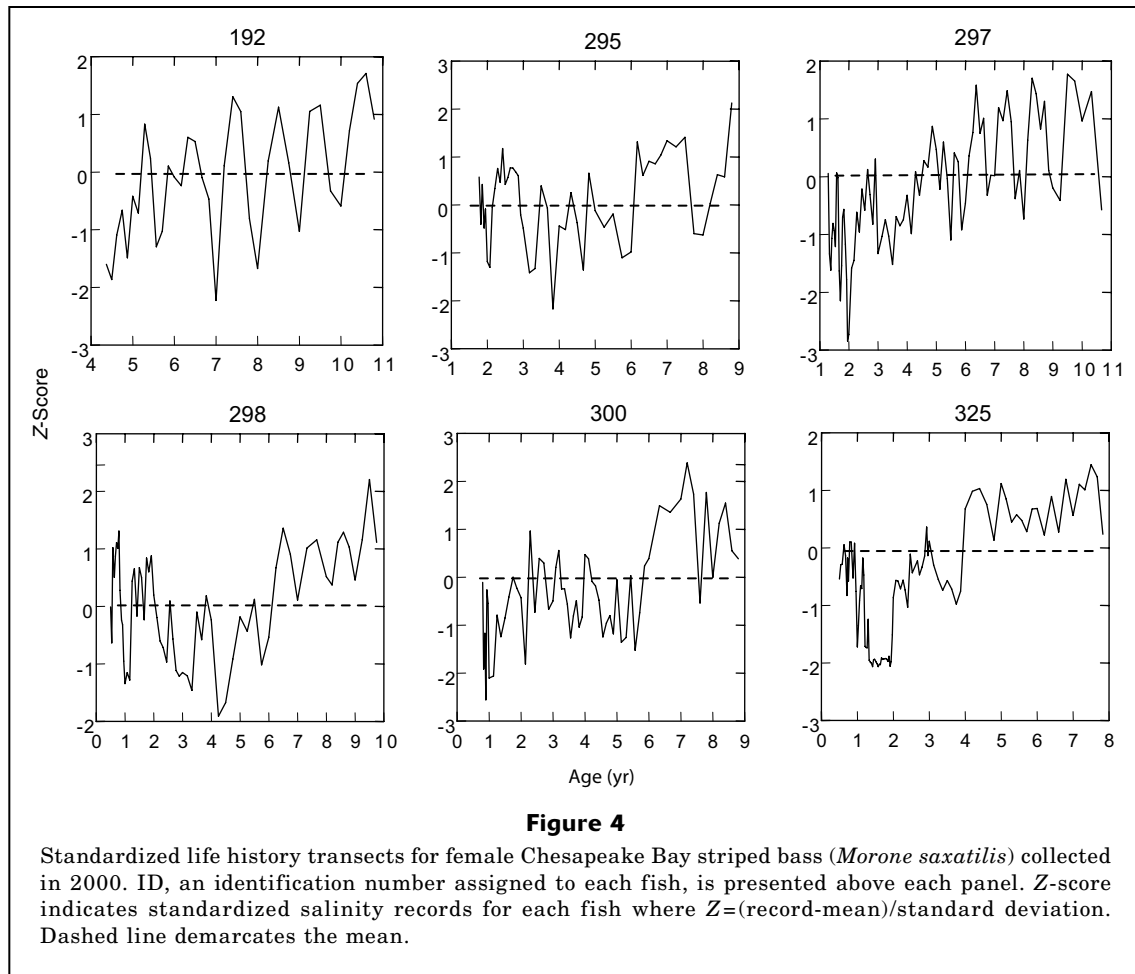 192 295 297
2 3 2
1 2 1
0 1 0
-1 0 -1
-2 -1 -2
-3 -2 -3
-3
4 5 6 7 8 9 10 11 1 2 3 4 5 6 7 8 9 1 2 3 4 5 6 7 8 9 10 11
Z-Score
298 300 325
3 3 2
2 2 1
1 1 0
0 0 -1
-1 -1 -2
-2 -2 -3
-3
0 1 2 3 4 5 6 7 8 9 10 0 1 2 3 4 5 6 7 8 9 0 1 2 3 4 5 6 7 8
Age (yr)
Figure 4
Standardized life history transects for female Chesapeake Bay striped bass (Morone saxatilis) collected
in 2000. ID, an identification number assigned to each fish, is presented above each panel. Z-score
indicates standardized salinity records for each fish where Z=(record-mean)/standard deviation.
Dashed line demarcates the mean.